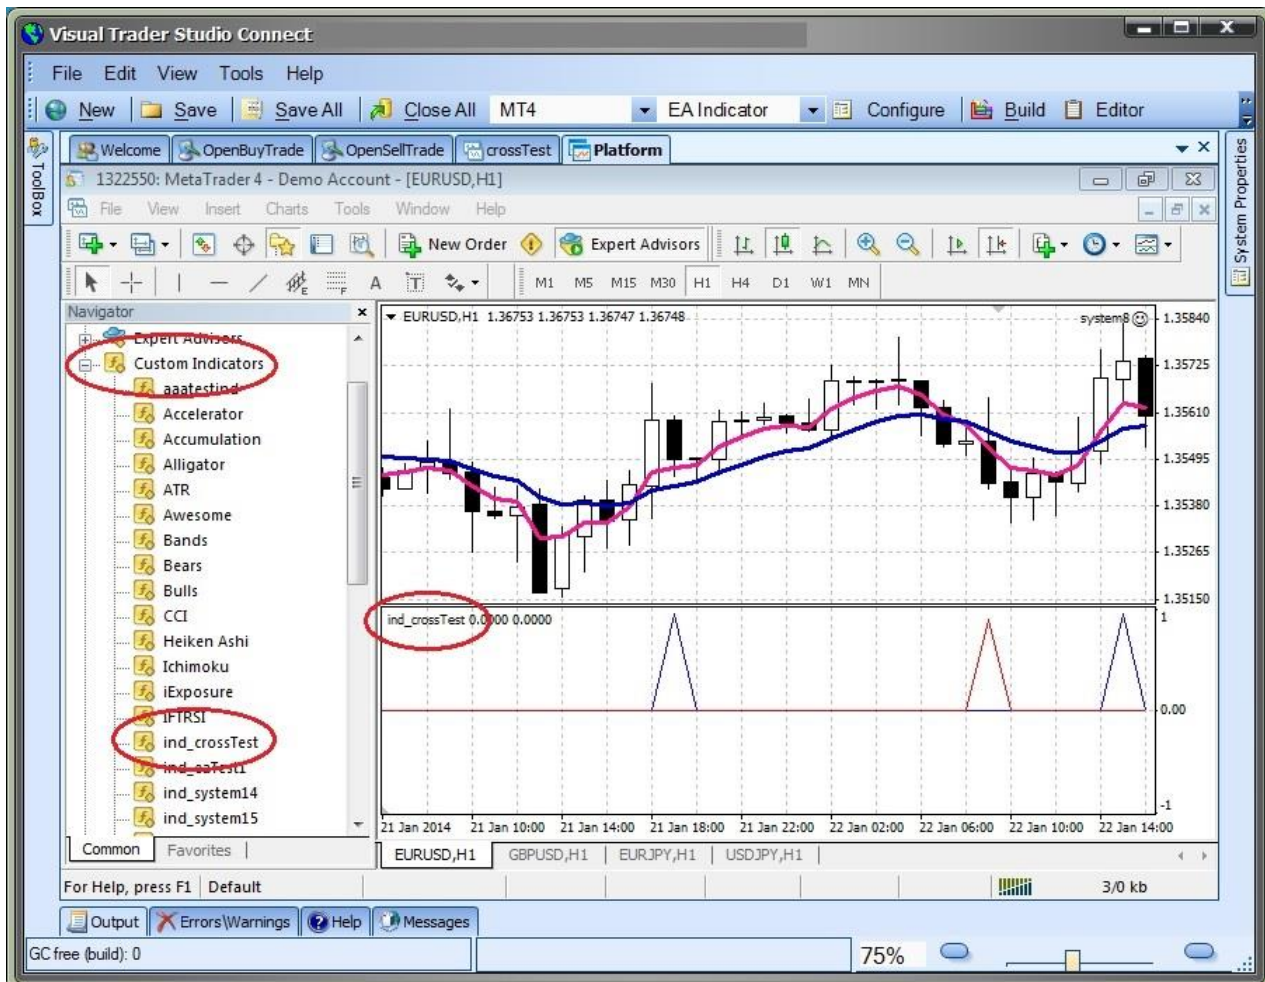 Visual Trader Studio Connect
File Edit View Tools Help
New Save Save All Close All MT4 EA Indicator Configure Build Editor
ToolBox
Welcome OpenBuyTrade OpenSellTrade crossTest Platform
System Properties
1322550: MetaTrader 4 - Demo Account - [EURUSD,H1]
File View Insert Charts Tools Window Help
New Order Expert Advisors
E F A T M1 M5 M15 M30 H1 H4 D1 W1 MN
Navigator
Expert Advisors
Custom Indicators
aaatestind
Accelerator
Accumulation
Alligator
ATR
Awesome
Bands
Bears
Bulls
CCI
Heiken Ashi
Ichimoku
iExposure
IFTRSI
ind_crossTest
ind_eaTest1
ind_system14
ind_system15
Common Favorites
EURUSD,H1 1.36753 1.36753 1.36747 1.36748
system8
1.35840
1.35725
1.35610
1.35495
1.35380
1.35265
1.35150
ind_crossTest 0.0000 0.0000
1
0.00
-1
21 Jan 2014 21 Jan 10:00 21 Jan 14:00 21 Jan 18:00 21 Jan 22:00 22 Jan 02:00 22 Jan 06:00 22 Jan 10:00 22 Jan 14:00
EURUSD,H1 GBPUSD,H1 EURJPY,H1 USDJPY,H1
For Help, press F1 Default 3/0 kb
Output Errors\Warnings Help Messages
GC free (build): 0 75%